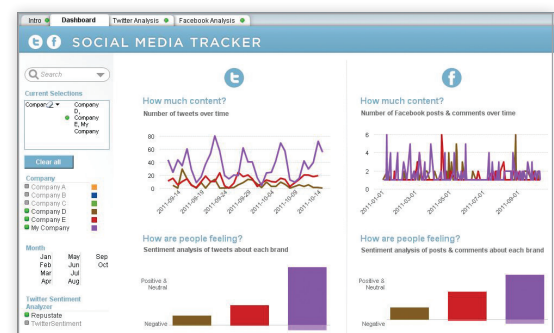 Intro
Dashboard
Twitter Analysis
Facebook Analysis
SOCIAL MEDIA TRACKER
Search
Current Selections
Company
Company
D,
Company
E, My
Company
Clear all
Company
Company A
Company B
Company C
Company D
Company E
My Company
Month
Jan May Sep
Feb Jun Oct
Mar Jul
Apr Aug
Twitter Sentiment
Analyzer
Repustate
TwitterSentiment
How much content?
Number of tweets over time
80
60
40
20
0
2011-09-14
2011-09-19
2011-09-24
2011-09-29
2011-10-04
2011-10-09
2011-10-14
How are people feeling?
Sentiment analysis of tweets about each brand
Positive &
Neutral
Negative
How much content?
Number of Facebook posts & comments over time
6
4
2
0
2011-01-01
2011-03-01
2011-05-01
2011-07-01
2011-09-01
How are people feeling?
Sentiment analysis of posts & comments about each brand
Positive &
Neutral
Negative